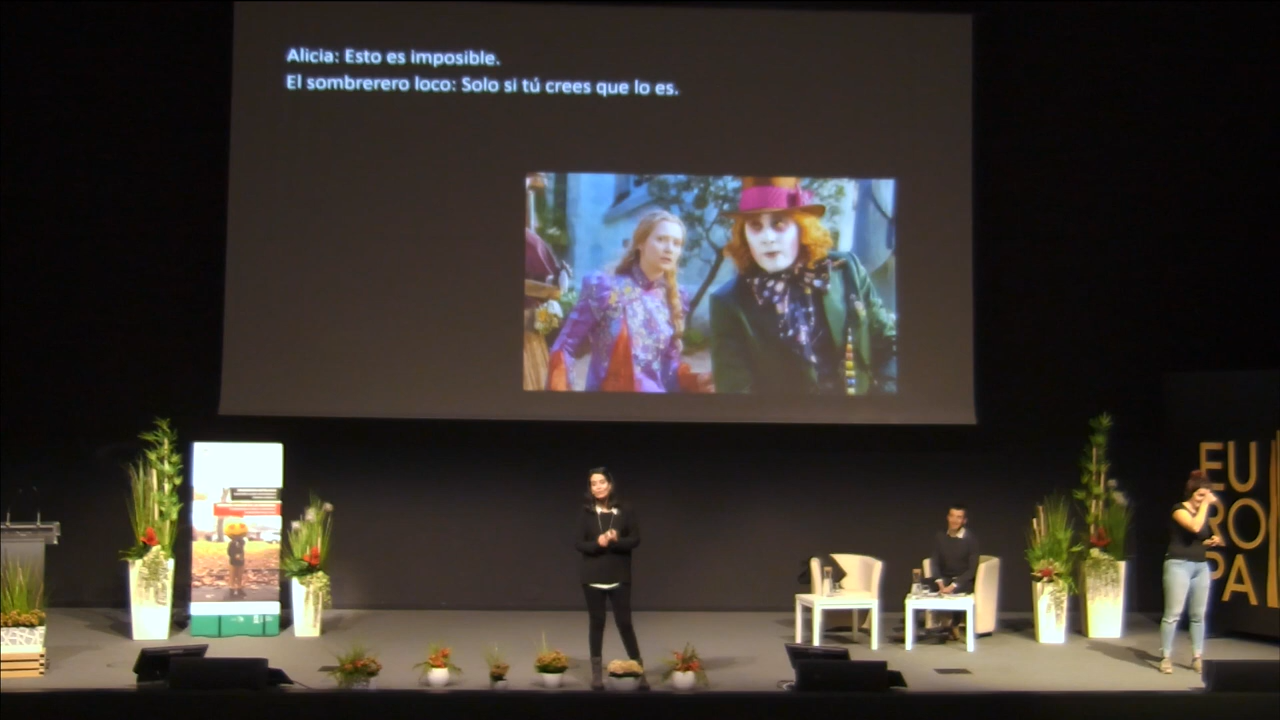 Alicia: Esto es imposible.
El sombrerero loco: Solo si tú crees que lo es.
EU
RO
PA